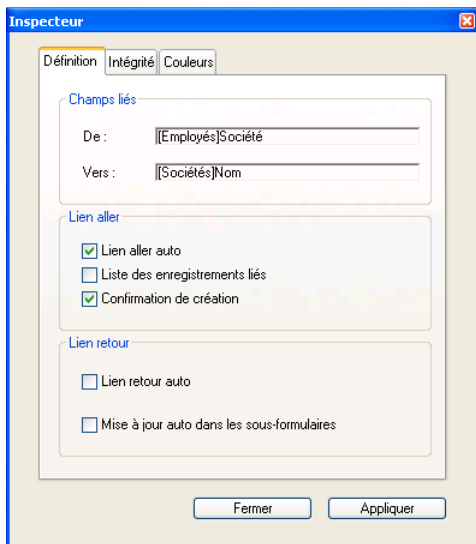 Inspecteur
Définition Intégrité Couleurs
Champs liés
De : [Employés]Société
Vers : [Sociétés]Nom
Lien aller
Lien aller auto
Liste des enregistrements liés
Confirmation de création
Lien retour
Lien retour auto
Mise à jour auto dans les sous-formulaires
Fermer Appliquer